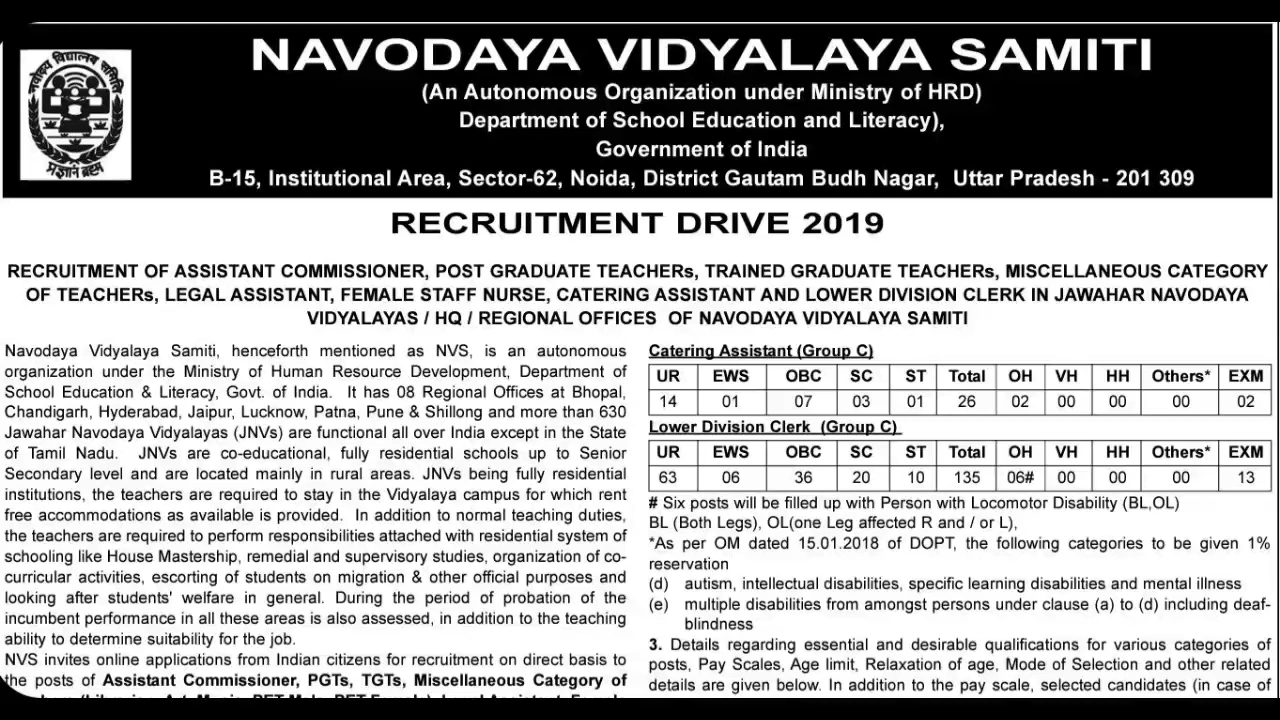 नवोदय विद्यालय समिति
प्रज्ञानं ब्रह्म
NAVODAYA VIDYALAYA SAMITI
(An Autonomous Organization under Ministry of HRD)
Department of School Education and Literacy),
Government of India
B-15, Institutional Area, Sector-62, Noida, District Gautam Budh Nagar, Uttar Pradesh - 201 309
RECRUITMENT DRIVE 2019
RECRUITMENT OF ASSISTANT COMMISSIONER, POST GRADUATE TEACHERs, TRAINED GRADUATE TEACHERs, MISCELLANEOUS CATEGORY
OF TEACHERs, LEGAL ASSISTANT, FEMALE STAFF NURSE, CATERING ASSISTANT AND LOWER DIVISION CLERK IN JAWAHAR NAVODAYA
VIDYALAYAS / HQ / REGIONAL OFFICES OF NAVODAYA VIDYALAYA SAMITI
Navodaya Vidyalaya Samiti, henceforth mentioned as NVS, is an autonomous
organization under the Ministry of Human Resource Development, Department of
School Education & Literacy, Govt. of India. It has 08 Regional Offices at Bhopal,
Chandigarh, Hyderabad, Jaipur, Lucknow, Patna, Pune & Shillong and more than 630
Jawahar Navodaya Vidyalayas (JNVs) are functional all over India except in the State
of Tamil Nadu. JNVs are co-educational, fully residential schools up to Senior
Secondary level and are located mainly in rural areas. JNVs being fully residential
institutions, the teachers are required to stay in the Vidyalaya campus for which rent
free accommodations as available is provided. In addition to normal teaching duties,
the teachers are required to perform responsibilities attached with residential system of
schooling like House Mastership, remedial and supervisory studies, organization of co-
curricular activities, escorting of students on migration & other official purposes and
looking after students' welfare in general. During the period of probation of the
incumbent performance in all these areas is also assessed, in addition to the teaching
ability to determine suitability for the job.
NVS invites online applications from Indian citizens for recruitment on direct basis to
the posts of Assistant Commissioner, PGTs, TGTs, Miscellaneous Category of
Catering Assistant (Group C)
UR EWS OBC SC ST Total OH VH HH Others* EXM
14 01 07 03 01 26 02 00 00 00 02
Lower Division Clerk (Group C)
UR EWS OBC SC ST Total OH VH HH Others* EXM
63 06 36 20 10 135 06# 00 00 00 13
# Six posts will be filled up with Person with Locomotor Disability (BL,OL)
BL (Both Legs), OL(one Leg affected R and / or L),
*As per OM dated 15.01.2018 of DOPT, the following categories to be given 1%
reservation
(d) autism, intellectual disabilities, specific learning disabilities and mental illness
(e) multiple disabilities from amongst persons under clause (a) to (d) including deaf-
blindness
3. Details regarding essential and desirable qualifications for various categories of
posts, Pay Scales, Age limit, Relaxation of age, Mode of Selection and other related
details are given below. In addition to the pay scale, selected candidates (in case of